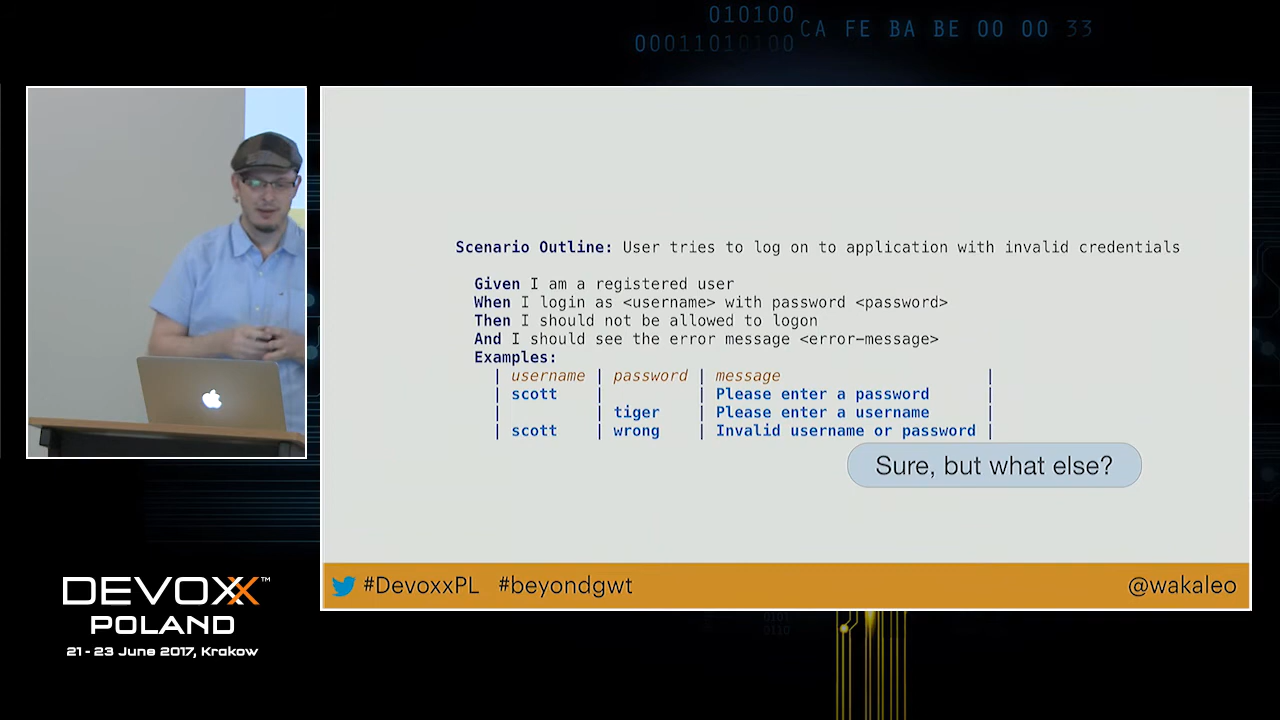 010100
00011010100
CA FE BA BE 00 00 33
Scenario Outline: User tries to log on to application with invalid credentials
Given I am a registered user
When I login as <username> with password <password>
Then I should not be allowed to logon
And I should see the error message <error-message>
Examples:
| username | password | message |
| scott | | Please enter a password |
| | tiger | Please enter a username |
| scott | wrong | Invalid username or password |
Sure, but what else?
#DevoxxPL #beyondgwt @wakaleo
DEVOXX™
POLAND
21 - 23 June 2017, Krakow